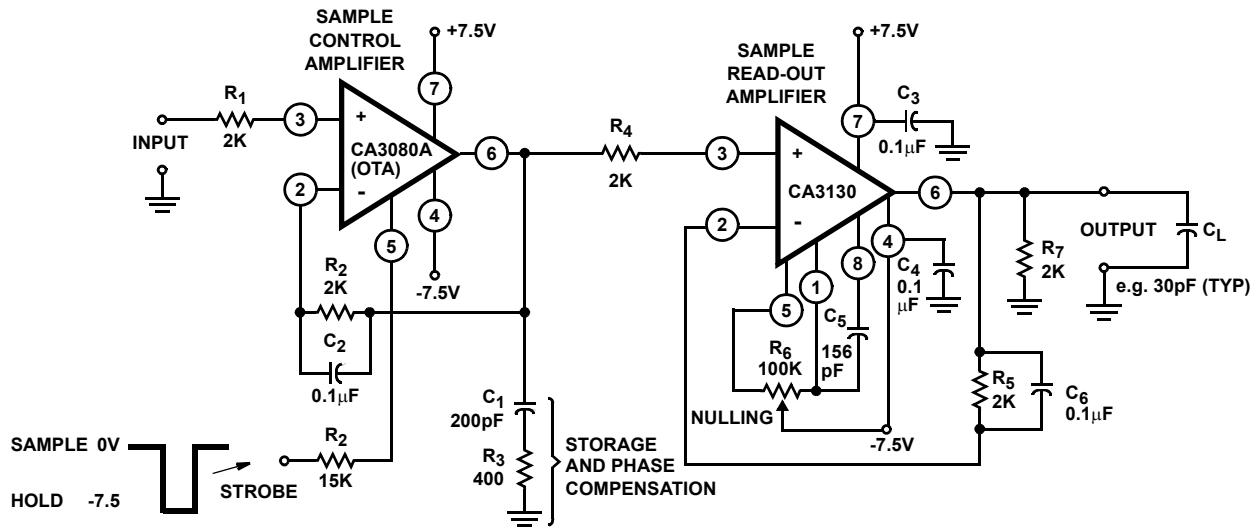 SAMPLE
CONTROL
AMPLIFIER
+7.5V
7
R1
2K
3
+
INPUT
CA3080A
(OTA)
6
2
-
4
5
-7.5V
R2
2K
C2
0.1μF
C1
200pF
R3
400
STORAGE
AND PHASE
COMPENSATION
SAMPLE 0V
HOLD -7.5
STROBE
R2
15K
R4
2K
SAMPLE
READ-OUT
AMPLIFIER
+7.5V
7
C3
0.1μF
3
+
CA3130
6
2
-
4
8
1
5
C4
0.1
μF
C5
156
pF
R6
100K
NULLING
-7.5V
OUTPUT
R7
2K
CL
e.g. 30pF (TYP)
R5
2K
C6
0.1μF